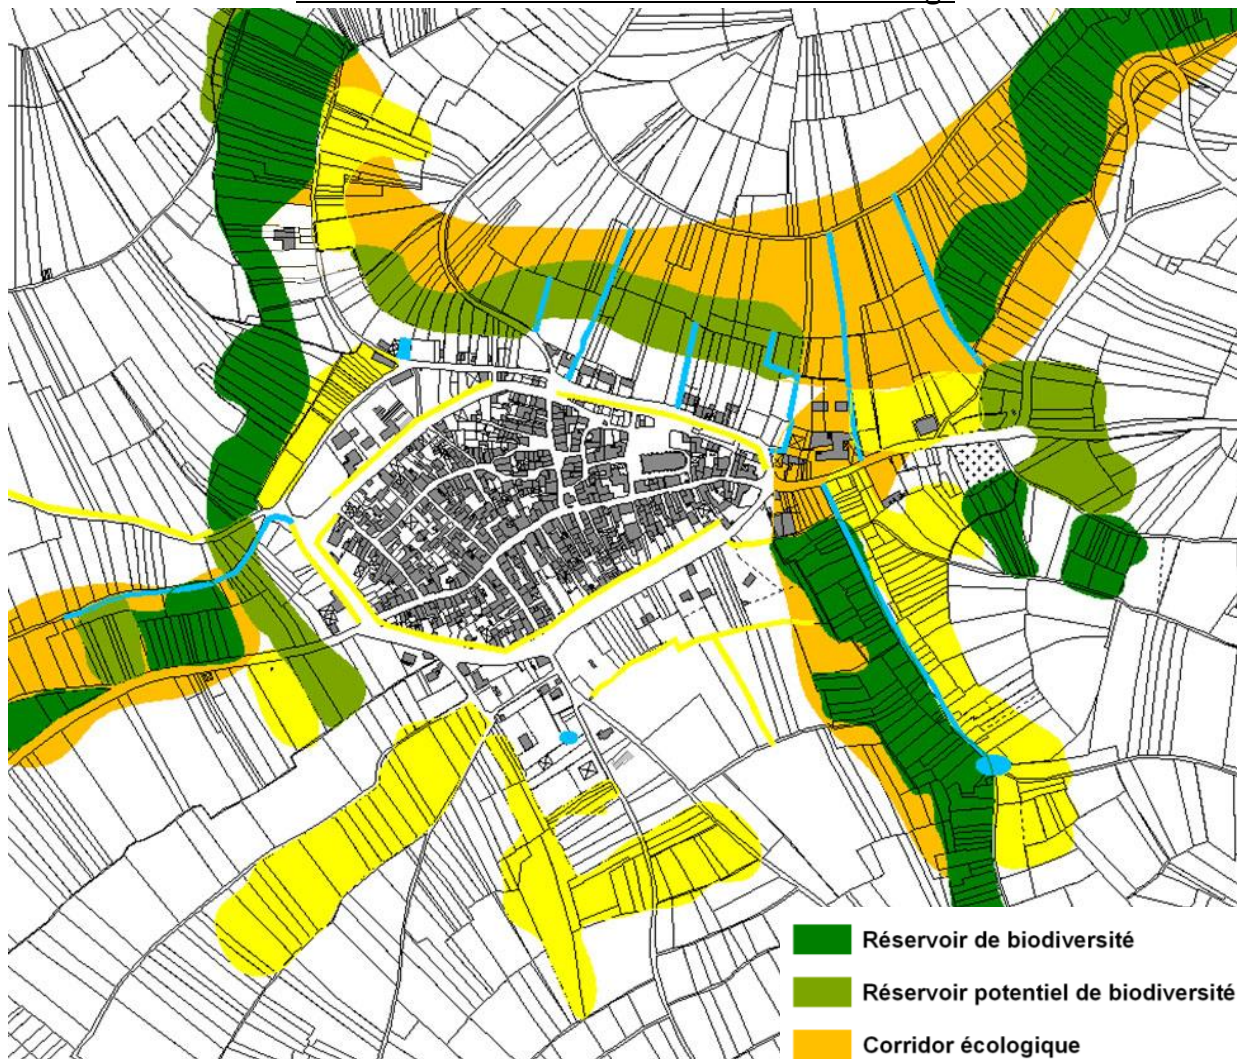 Réservoir de biodiversité
Réservoir potentiel de biodiversité
Corridor écologique